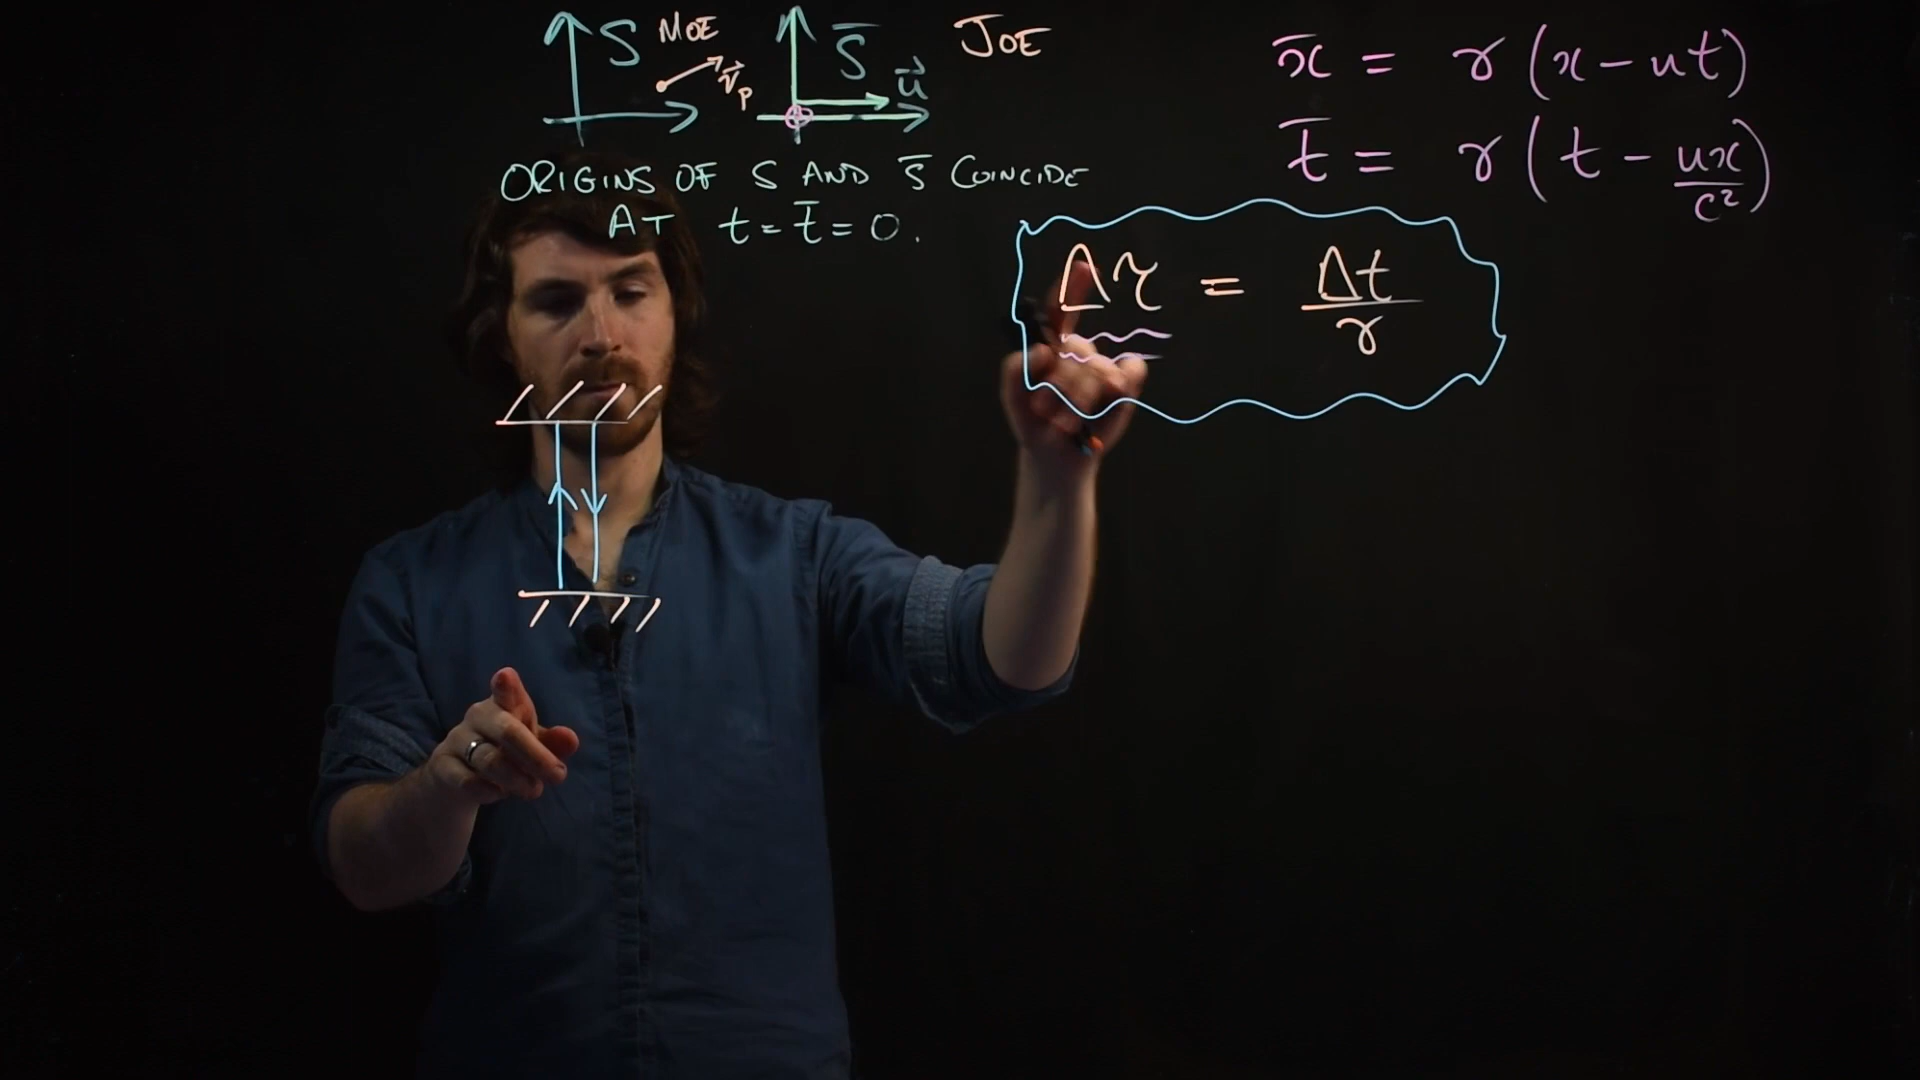 S MOE v⃗p S̅ u⃗ JOE
ORIGINS OF S AND S̅ COINCIDE
AT t = t̅ = 0.
x̅ = γ(x - ut)
t̅ = γ(t - ux/c²)
Δτ = Δt/γ